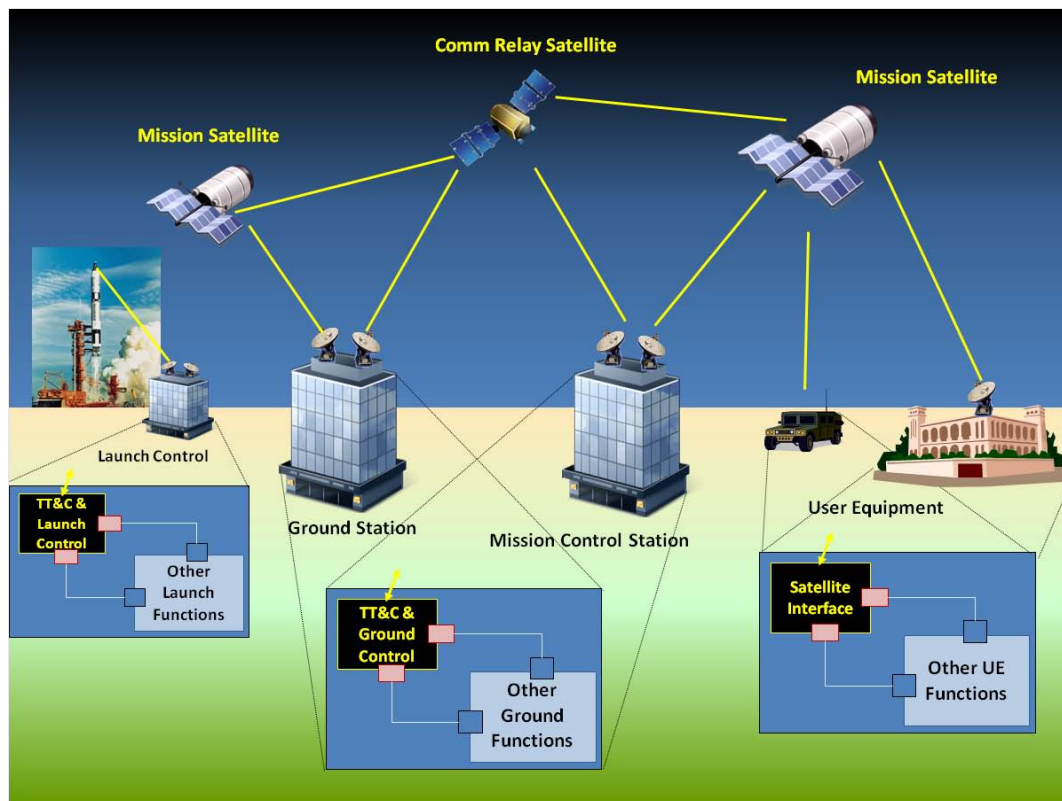 Comm Relay Satellite
Mission Satellite
Mission Satellite
Launch Control
Ground Station
Mission Control Station
User Equipment
TT&C &
Launch
Control
Other
Launch
Functions
TT&C &
Ground
Control
Other
Ground
Functions
Satellite
Interface
Other UE
Functions